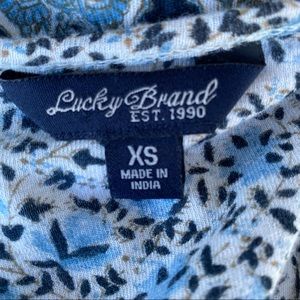 Lucky Brand
EST. 1990
XS
MADE IN
INDIA